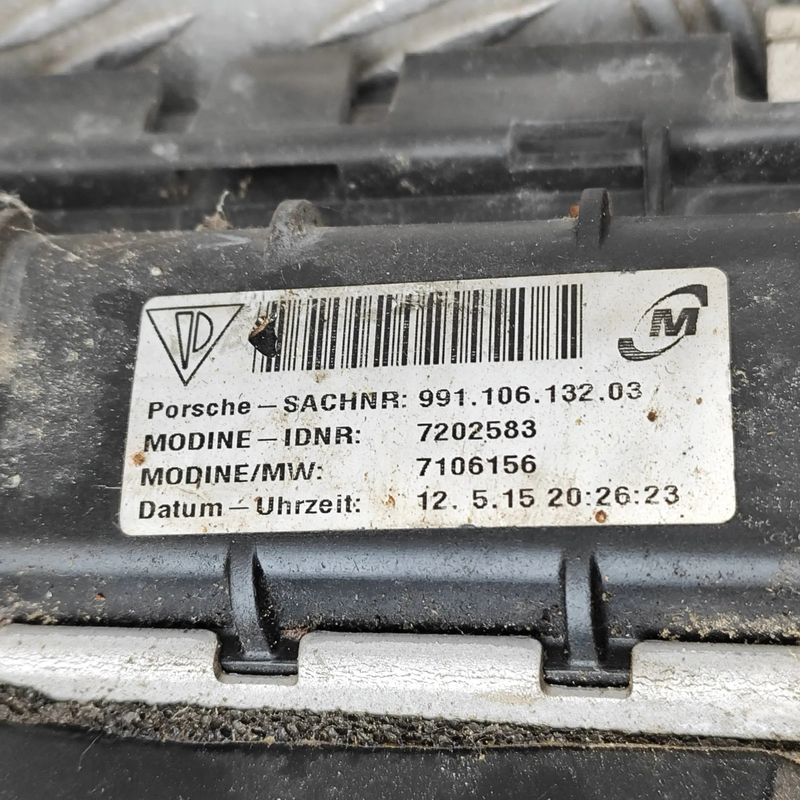 M
Porsche – SACHNR: 991.106.132.03
MODINE – IDNR: 7202583
MODINE/MW: 7106156
Datum – Uhrzeit: 12. 5.15 20:26:23